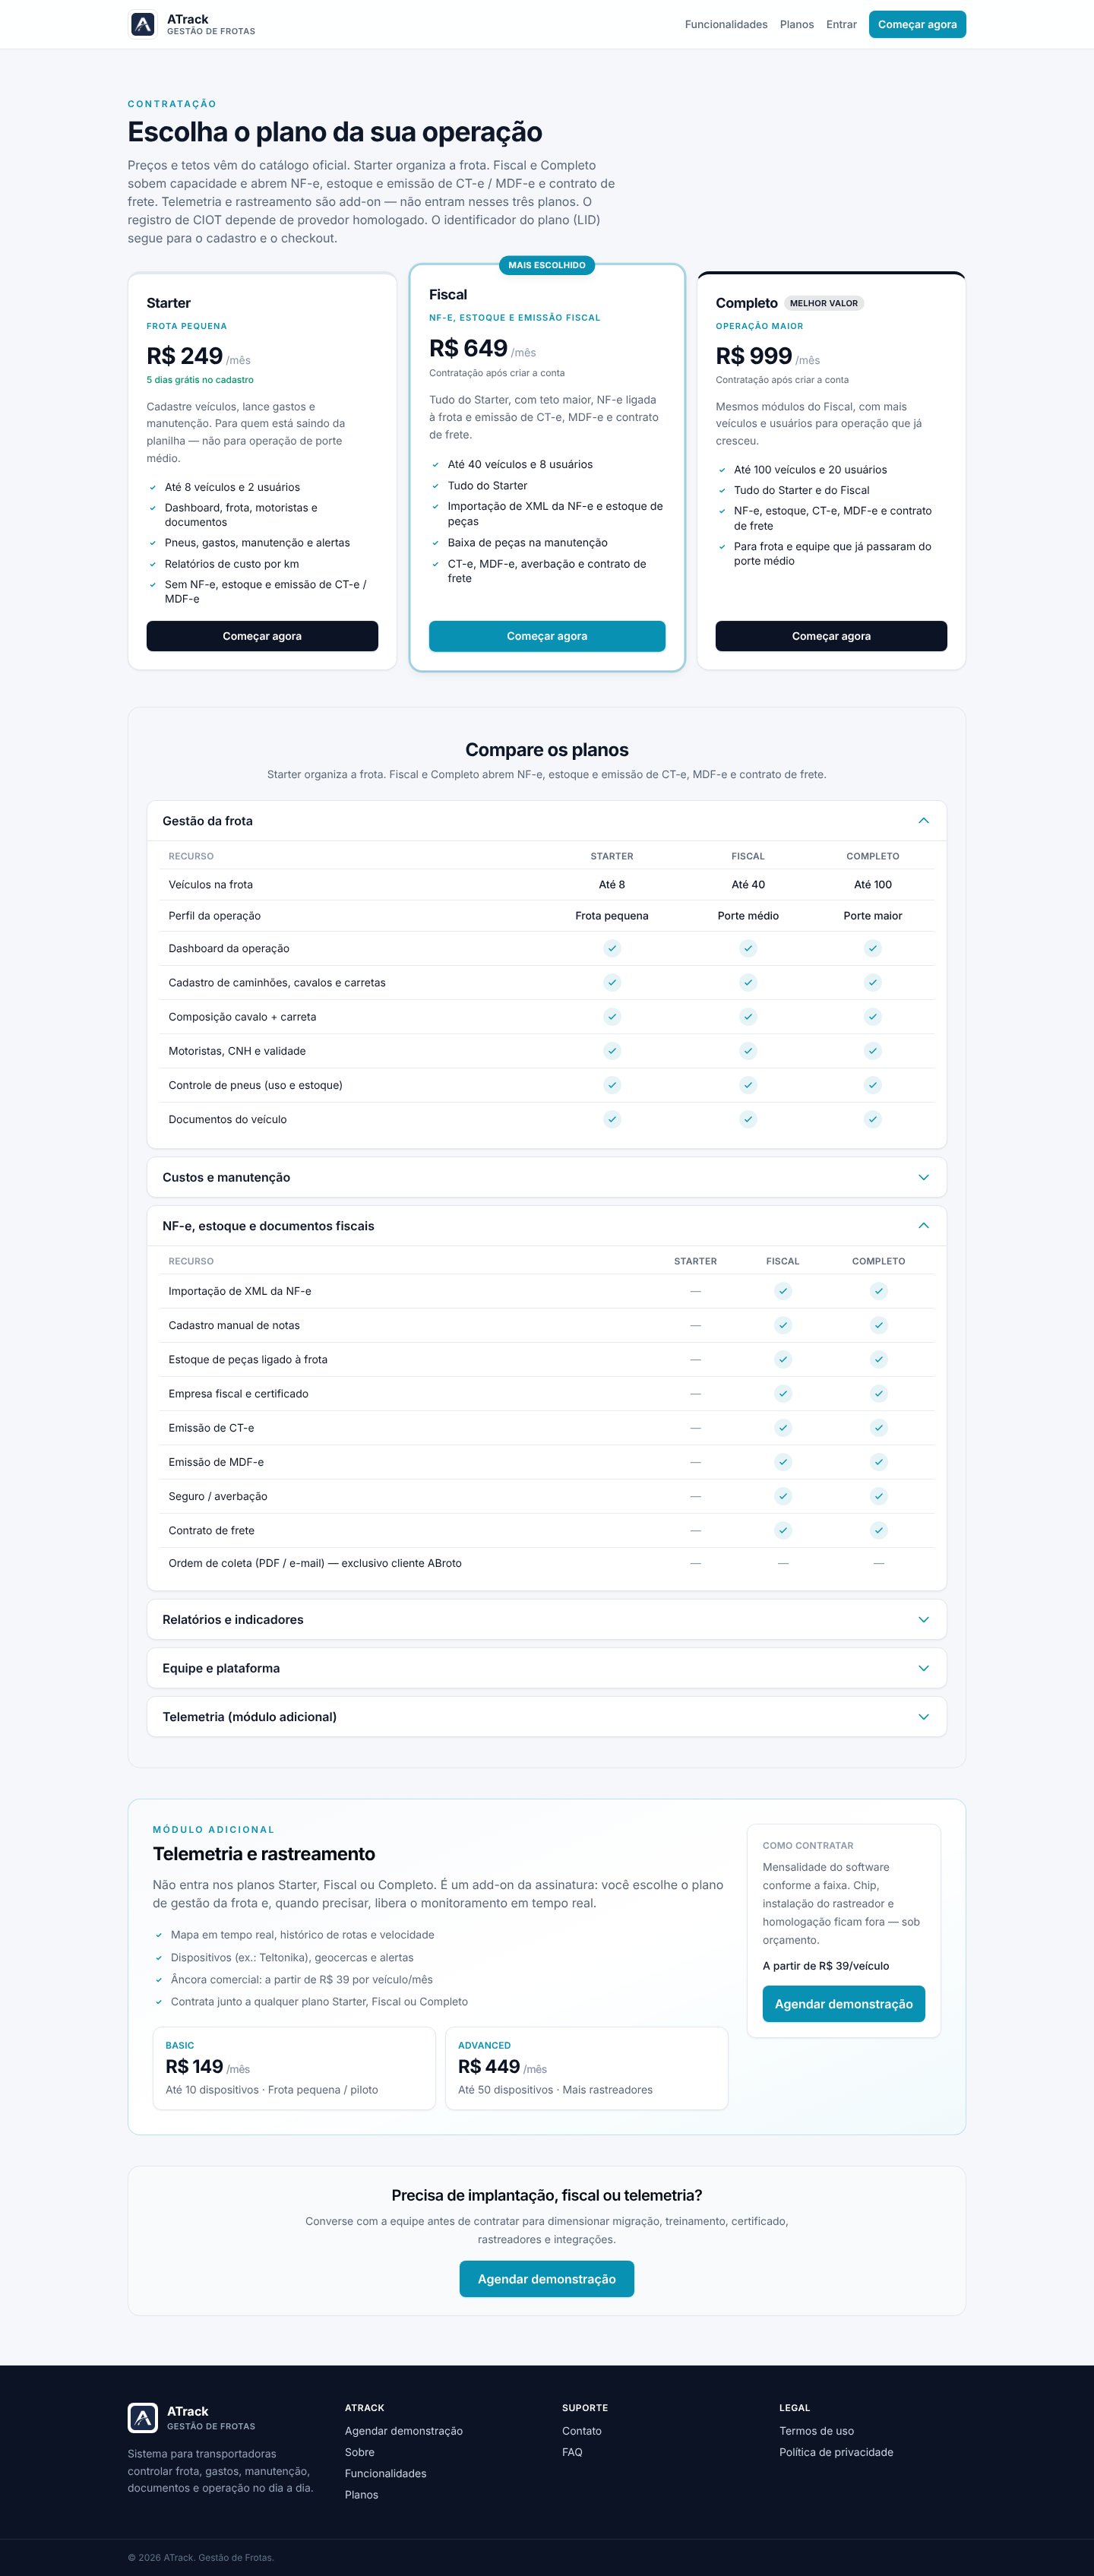 ATrack
GESTÃO DE FROTAS
Funcionalidades
Planos
Entrar
Começar agora
CONTRATAÇÃO
Escolha o plano da sua operação
Preços e tetos vêm do catálogo oficial. Starter organiza a frota. Fiscal e Completo
sobem capacidade e abrem NF-e, estoque e emissão de CT-e / MDF-e e contrato de
frete. Telemetria e rastreamento são add-on — não entram nesses três planos. O
registro de CIOT depende de provedor homologado. O identificador do plano (LID)
segue para o cadastro e o checkout.
Starter
FROTA PEQUENA
R$ 249 /mês
5 dias grátis no cadastro
Cadastre veículos, lance gastos e
manutenção. Para quem está saindo da
planilha — não para operação de porte
médio.
Até 8 veículos e 2 usuários
Dashboard, frota, motoristas e
documentos
Pneus, gastos, manutenção e alertas
Relatórios de custo por km
Sem NF-e, estoque e emissão de CT-e /
MDF-e
Começar agora
MAIS ESCOLHIDO
Fiscal
NF-E, ESTOQUE E EMISSÃO FISCAL
R$ 649 /mês
Contratação após criar a conta
Tudo do Starter, com teto maior, NF-e ligada
à frota e emissão de CT-e, MDF-e e contrato
de frete.
Até 40 veículos e 8 usuários
Tudo do Starter
Importação de XML da NF-e e estoque de
peças
Baixa de peças na manutenção
CT-e, MDF-e, averbação e contrato de
frete
Começar agora
Completo MELHOR VALOR
OPERAÇÃO MAIOR
R$ 999 /mês
Contratação após criar a conta
Mesmos módulos do Fiscal, com mais
veículos e usuários para operação que já
cresceu.
Até 100 veículos e 20 usuários
Tudo do Starter e do Fiscal
NF-e, estoque, CT-e, MDF-e e contrato
de frete
Para frota e equipe que já passaram do
porte médio
Começar agora
Compare os planos
Starter organiza a frota. Fiscal e Completo abrem NF-e, estoque e emissão de CT-e, MDF-e e contrato de frete.
Gestão da frota
RECURSO STARTER FISCAL COMPLETO
Veículos na frota Até 8 Até 40 Até 100
Perfil da operação Frota pequena Porte médio Porte maior
Dashboard da operação
Cadastro de caminhões, cavalos e carretas
Composição cavalo + carreta
Motoristas, CNH e validade
Controle de pneus (uso e estoque)
Documentos do veículo
Custos e manutenção
NF-e, estoque e documentos fiscais
RECURSO STARTER FISCAL COMPLETO
Importação de XML da NF-e —
Cadastro manual de notas —
Estoque de peças ligado à frota —
Empresa fiscal e certificado —
Emissão de CT-e —
Emissão de MDF-e —
Seguro / averbação —
Contrato de frete —
Ordem de coleta (PDF / e-mail) — exclusivo cliente ABroto — — —
Relatórios e indicadores
Equipe e plataforma
Telemetria (módulo adicional)
MÓDULO ADICIONAL
Telemetria e rastreamento
Não entra nos planos Starter, Fiscal ou Completo. É um add-on da assinatura: você escolhe o plano
de gestão da frota e, quando precisar, libera o monitoramento em tempo real.
Mapa em tempo real, histórico de rotas e velocidade
Dispositivos (ex.: Teltonika), geocercas e alertas
Âncora comercial: a partir de R$ 39 por veículo/mês
Contrata junto a qualquer plano Starter, Fiscal ou Completo
BASIC
R$ 149 /mês
Até 10 dispositivos · Frota pequena / piloto
ADVANCED
R$ 449 /mês
Até 50 dispositivos · Mais rastreadores
COMO CONTRATAR
Mensalidade do software
conforme a faixa. Chip,
instalação do rastreador e
homologação ficam fora — sob
orçamento.
A partir de R$ 39/veículo
Agendar demonstração
Precisa de implantação, fiscal ou telemetria?
Converse com a equipe antes de contratar para dimensionar migração, treinamento, certificado,
rastreadores e integrações.
Agendar demonstração
ATrack
GESTÃO DE FROTAS
Sistema para transportadoras
controlar frota, gastos, manutenção,
documentos e operação no dia a dia.
ATRACK
Agendar demonstração
Sobre
Funcionalidades
Planos
SUPORTE
Contato
FAQ
LEGAL
Termos de uso
Política de privacidade
© 2026 ATrack. Gestão de Frotas.